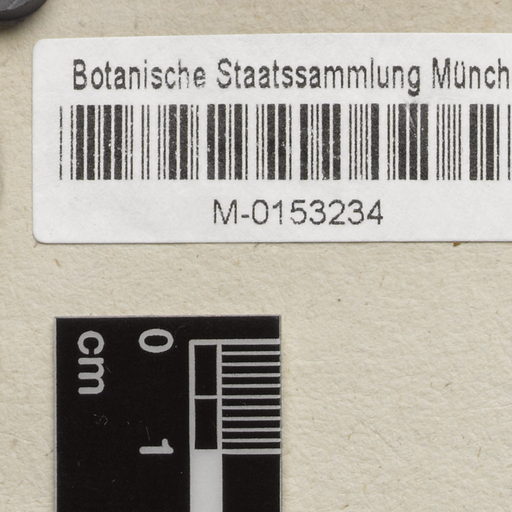 Botanische Staatssammlung Münch
M-0153234
cm
0
1